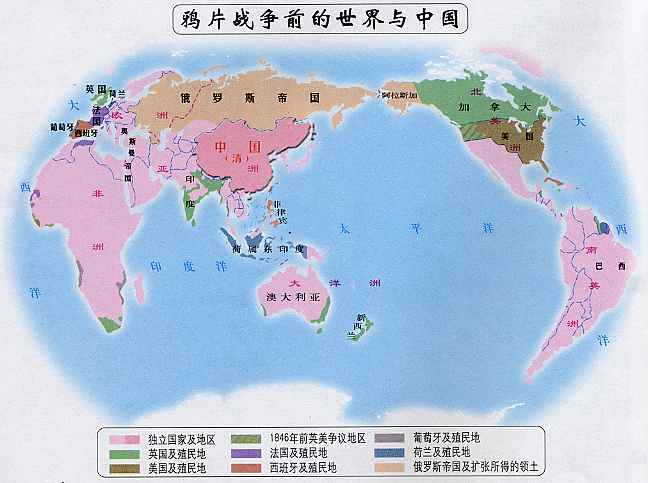 鸦片战争前的世界与中国
英国
荷兰
法国
欧洲
葡萄牙
西班牙
奥斯曼帝国
俄罗斯帝国
阿拉斯加
加拿大
北美洲
美国
大西洋
大西洋
中国
(清)
亚洲
印度
非洲
菲律宾
荷属东印度
太平洋
印度洋
大洋洲
澳大利亚
新西兰
南美洲
巴西
独立国家及地区
1846年前英美争议地区
葡萄牙及殖民地
英国及殖民地
法国及殖民地
荷兰及殖民地
美国及殖民地
西班牙及殖民地
俄罗斯帝国及扩张所得的领土